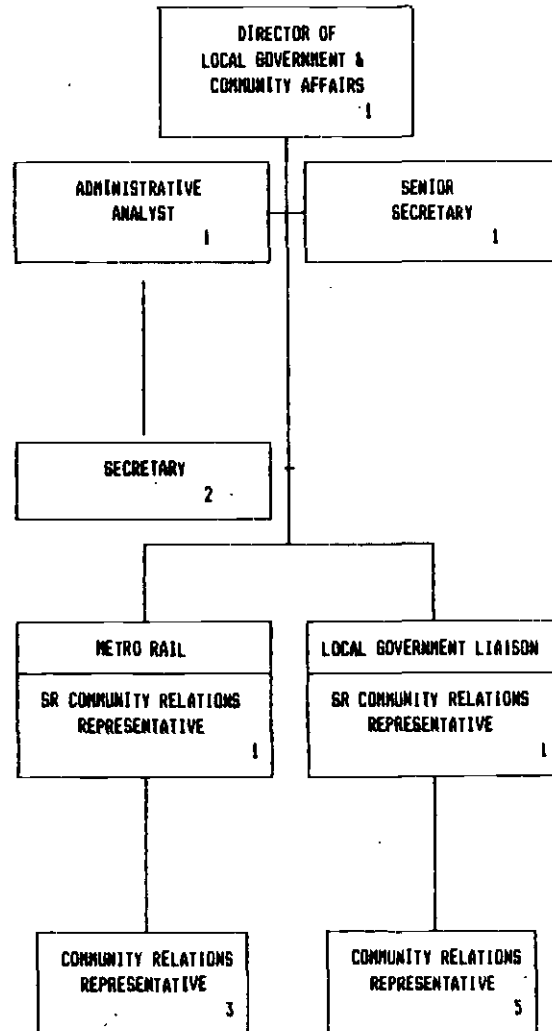 DIRECTOR OF
LOCAL GOVERNMENT &
COMMUNITY AFFAIRS
1
ADMINISTRATIVE
ANALYST
1
SENIOR
SECRETARY
1
SECRETARY
2
METRO RAIL
SR COMMUNITY RELATIONS
REPRESENTATIVE
1
LOCAL GOVERNMENT LIAISON
SR COMMUNITY RELATIONS
REPRESENTATIVE
1
COMMUNITY RELATIONS
REPRESENTATIVE
3
COMMUNITY RELATIONS
REPRESENTATIVE
5